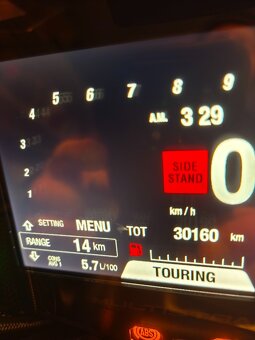 5 6 7 8 9
4
A.M. 3 29
3
2
SIDE
STAND
0
1
km/h
SETTING MENU TOT 30160 km
RANGE 14 km
CONS
AVG 1 5.7 L/100
TOURING
ABS